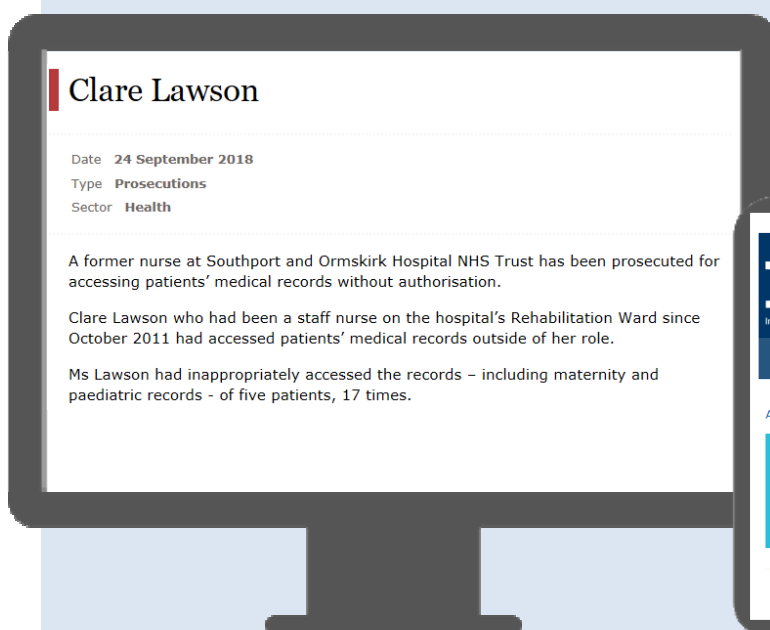 Clare Lawson
Date 24 September 2018
Type Prosecutions
Sector Health
A former nurse at Southport and Ormskirk Hospital NHS Trust has been prosecuted for
accessing patients’ medical records without authorisation.
Clare Lawson who had been a staff nurse on the hospital’s Rehabilitation Ward since
October 2011 had accessed patients’ medical records outside of her role.
Ms Lawson had inappropriately accessed the records – including maternity and
paediatric records - of five patients, 17 times.